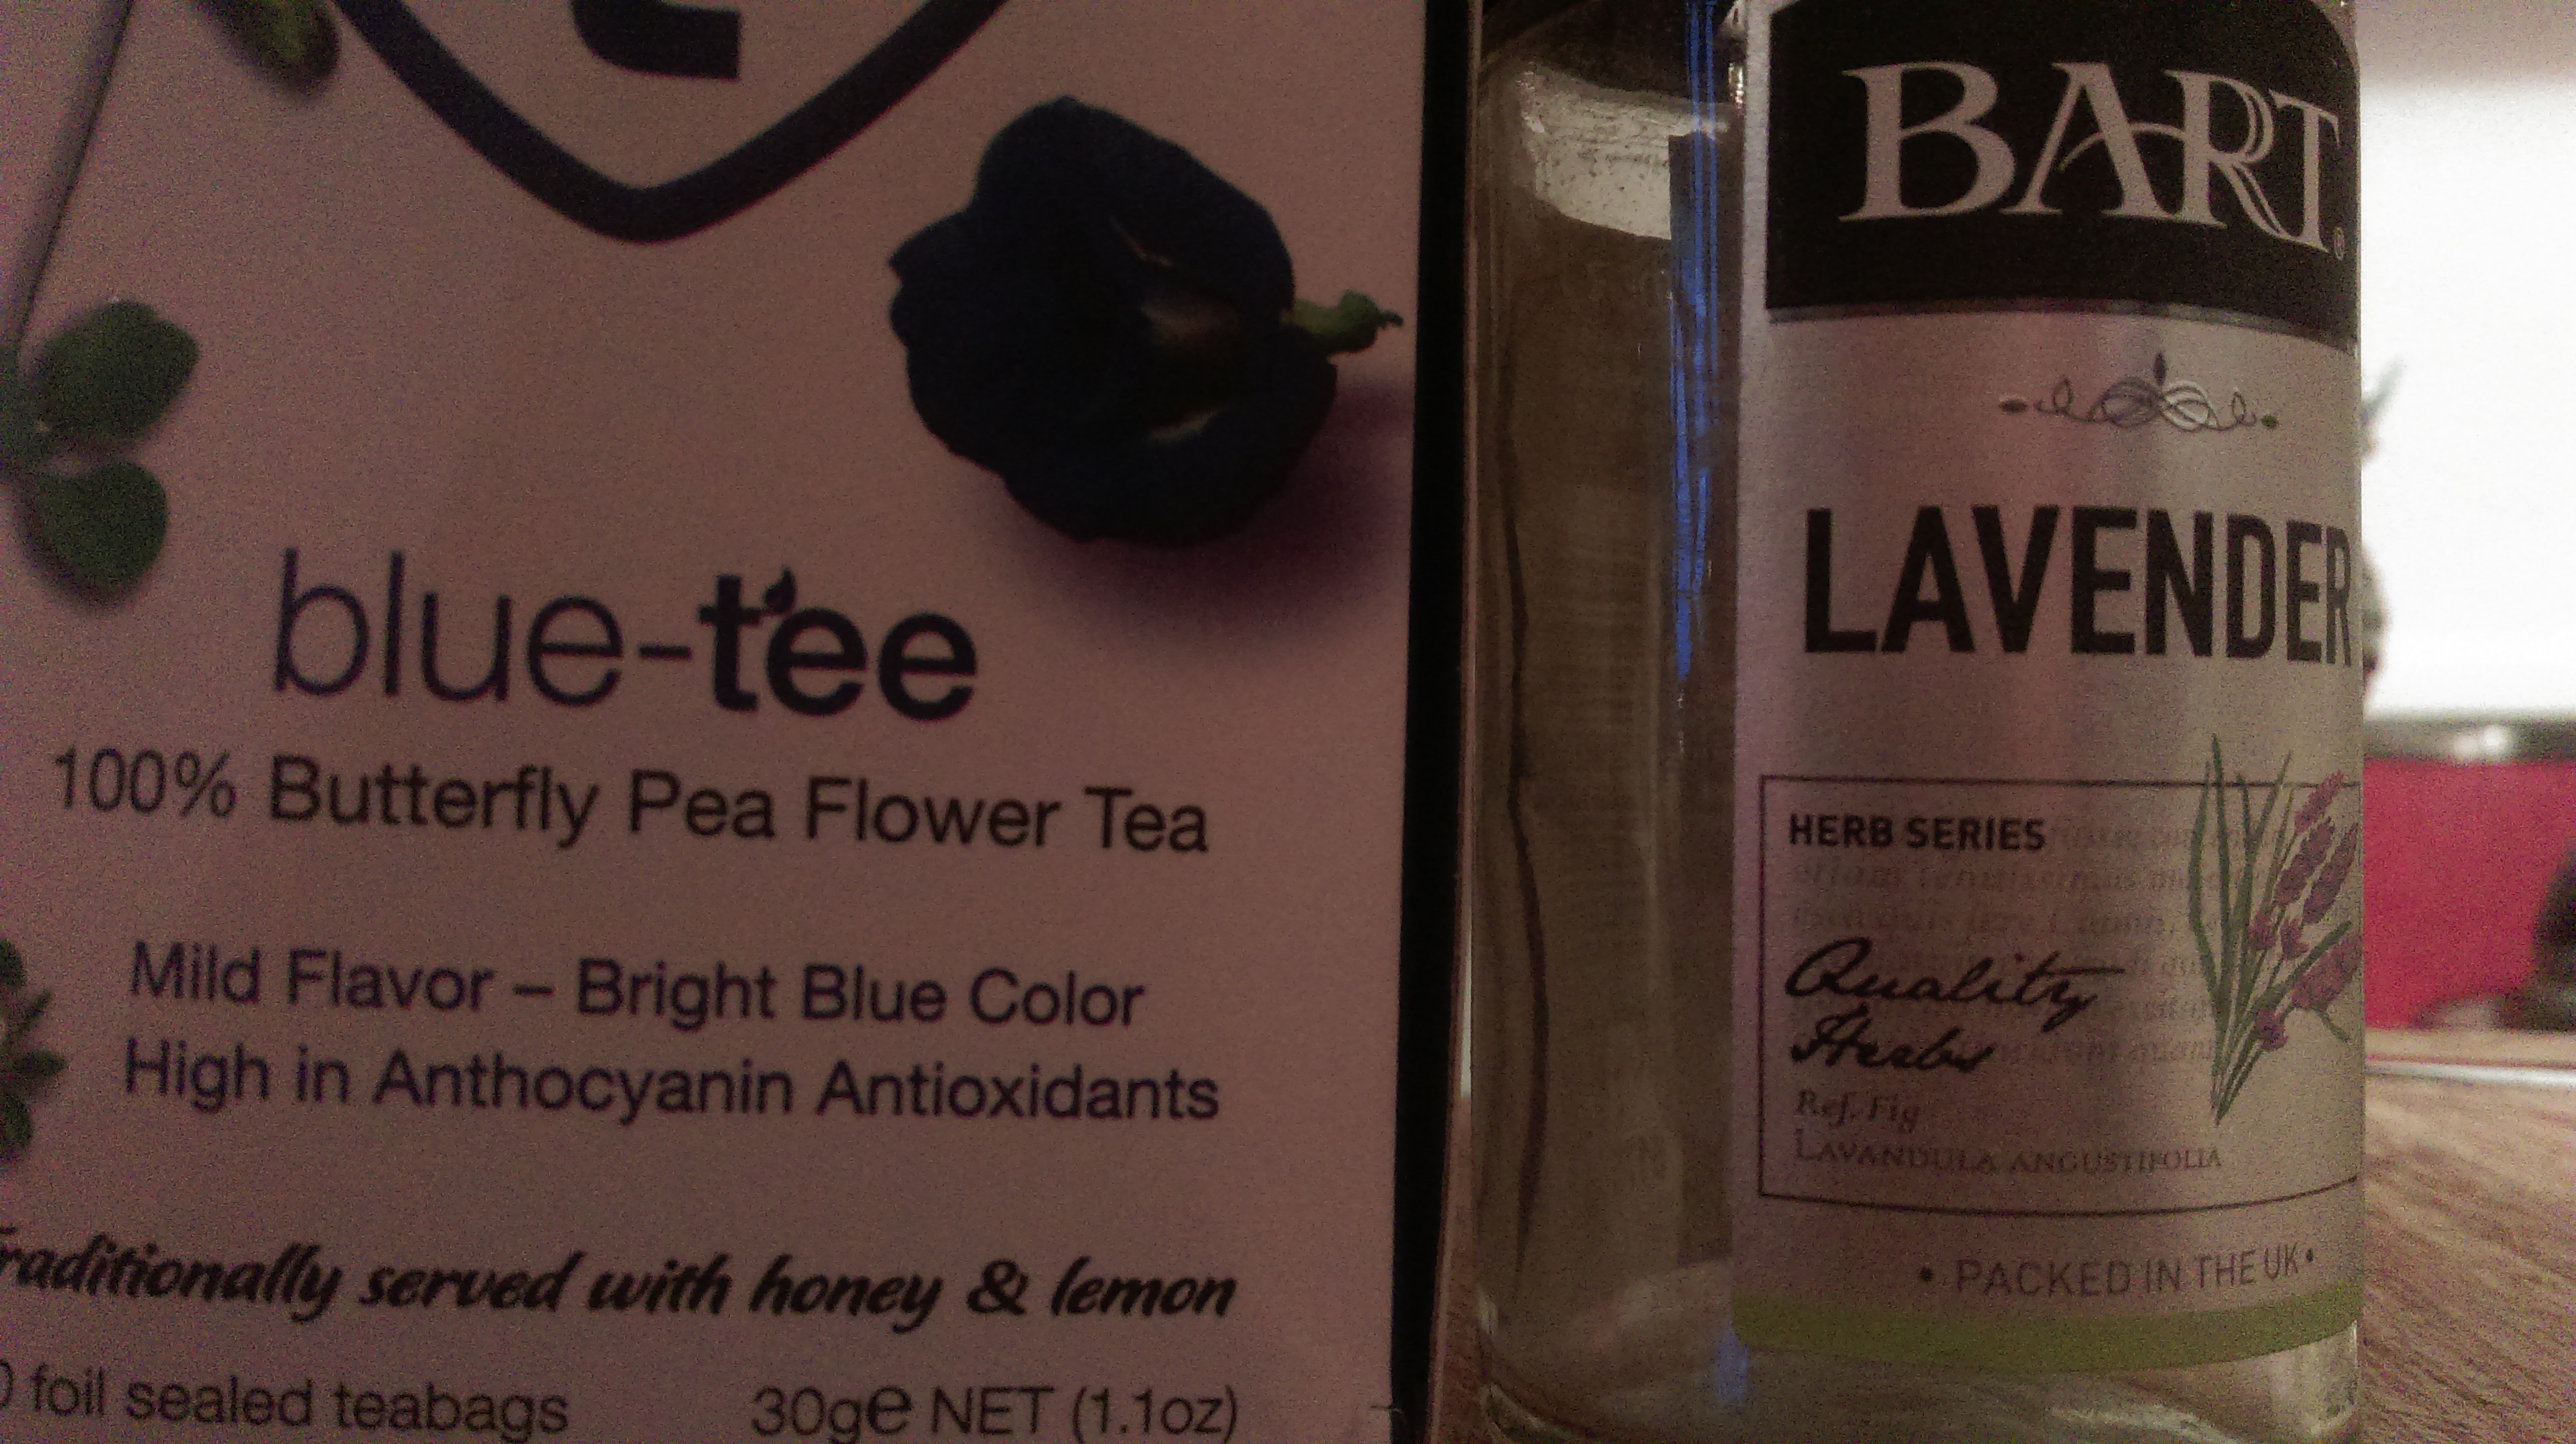 blue-tee
100% Butterfly Pea Flower Tea
Mild Flavor – Bright Blue Color
High in Anthocyanin Antioxidants
raditionally served with honey & lemon
0 foil sealed teabags
30ge NET (1.1oz)
BART®
LAVENDER
HERB SERIES
Quality
Herbs
Ref. Fig
LAVANDULA ANGUSTIFOLIA
• PACKED IN THE UK •